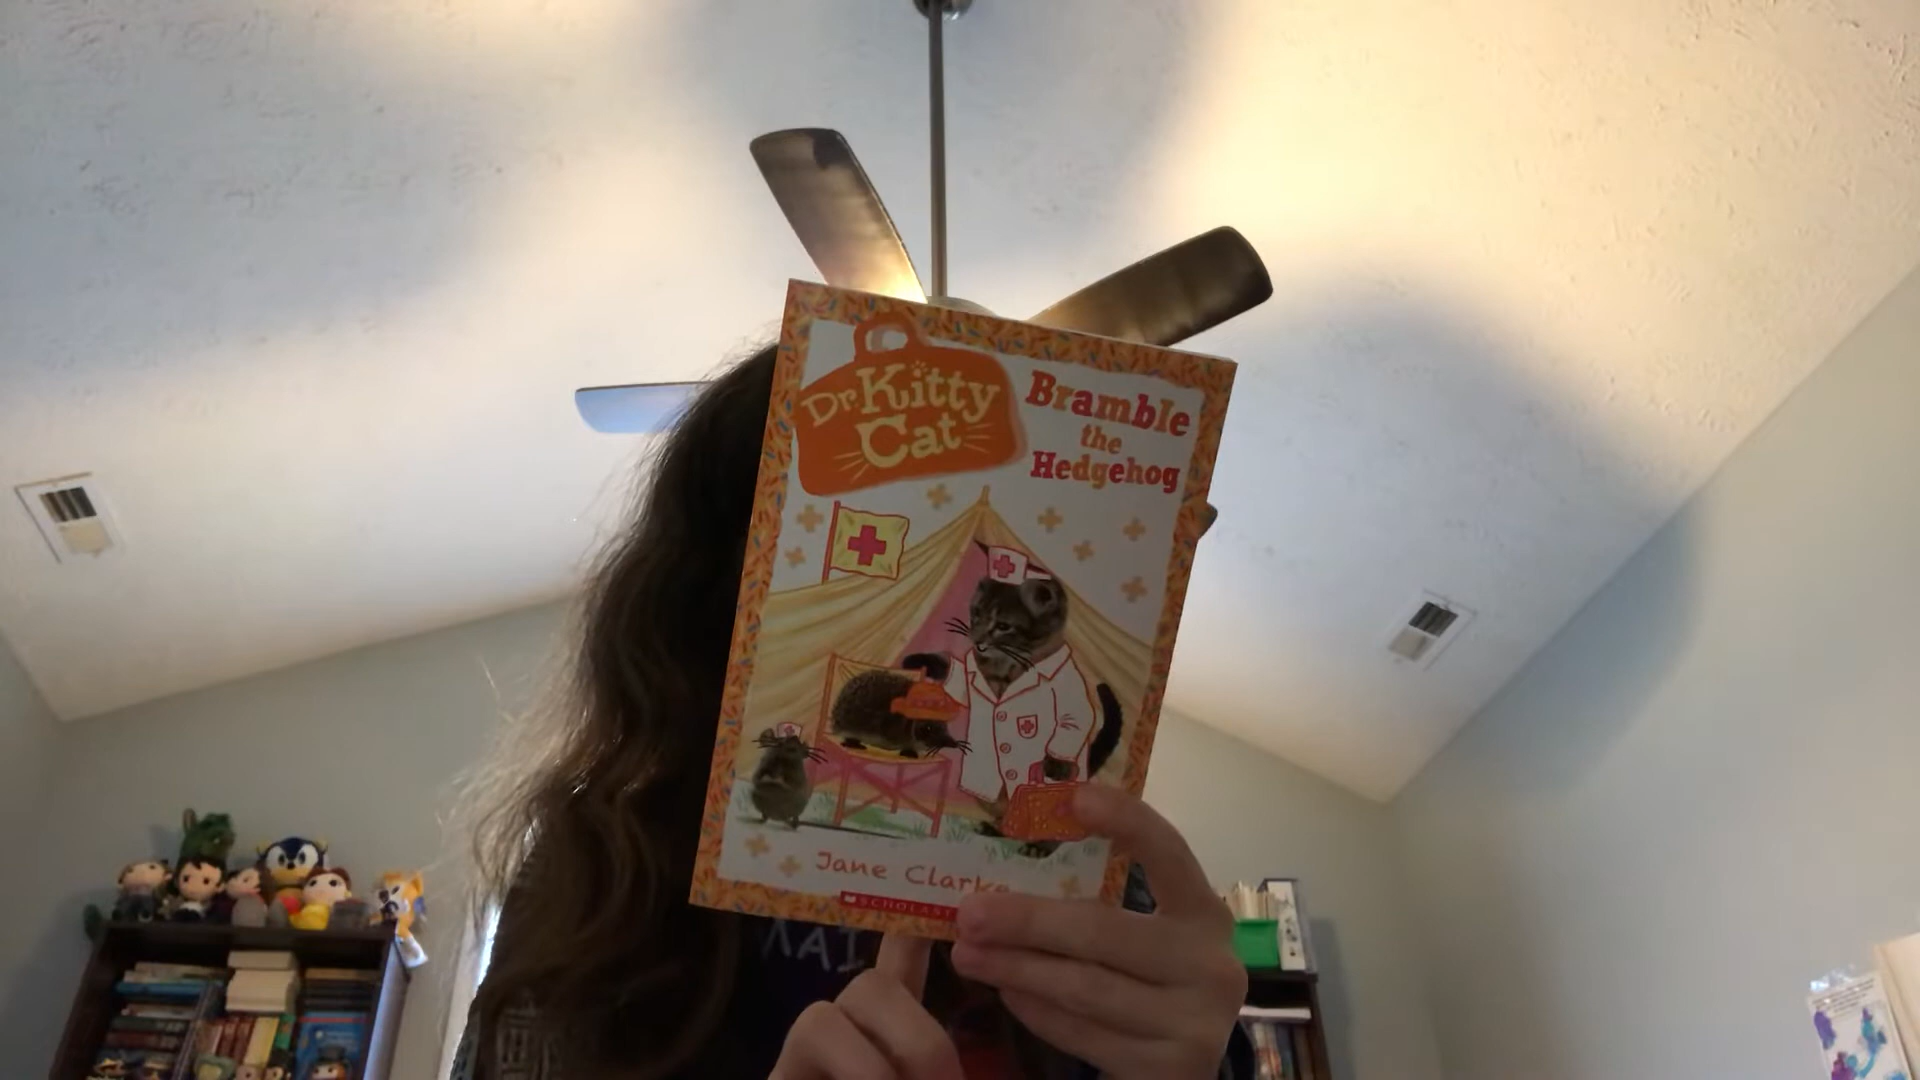 Dr Kitty
Cat
Bramble
the
Hedgehog
Jane Clarke